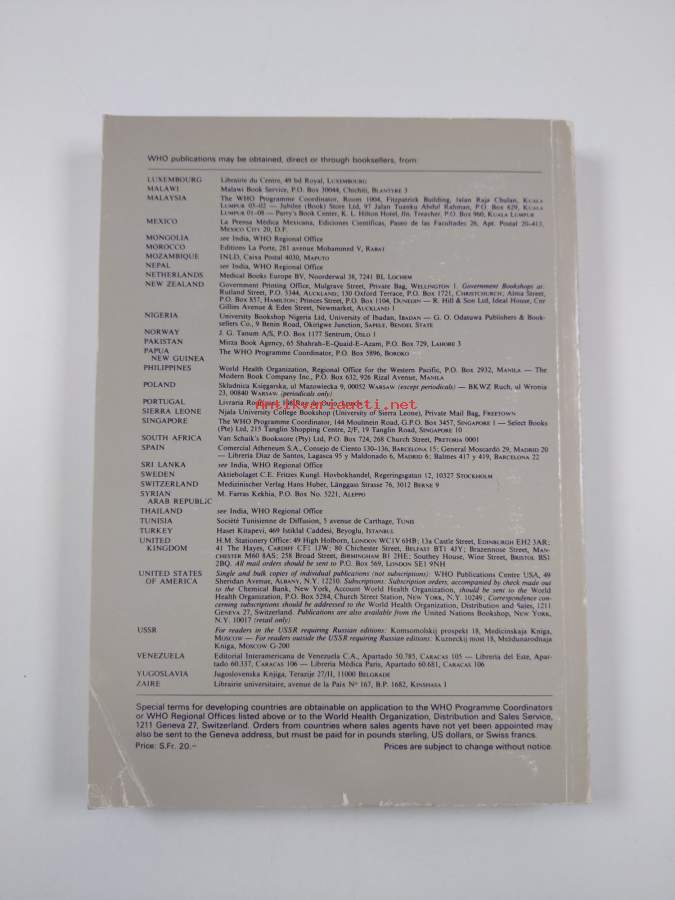 WHO publications may be obtained, direct or through booksellers, from:
LUXEMBOURG Librairie du Centre, 49 bd Royal, LUXEMBOURG
MALAWI Malawi Book Service, P.O. Box 30044, Chichiri, BLANTYRE 3
MALAYSIA The WHO Programme Coordinator, Room 1004, Fitzpatrick Building, Jalan Raja Chulan, KUALA
LUMPUR 05-02 — Jubilee (Book) Store Ltd, 97 Jalan Tuanku Abdul Rahman, P.O. Box 629, KUALA
LUMPUR 01-08 — Parry's Book Center, K. L. Hilton Hotel, Jln. Treacher, P.O. Box 960, KUALA LUMPUR
MEXICO La Prensa Médica Mexicana, Ediciones Científicas, Paseo de las Facultades 26, Apt. Postal 20-413,
MEXICO CITY 20, D.F.
MONGOLIA see India, WHO Regional Office
MOROCCO Editions La Porte, 281 avenue Mohammed V, RABAT
MOZAMBIQUE INLD, Caixa Postal 4030, MAPUTO
NEPAL see India, WHO Regional Office
NETHERLANDS Medical Books Europe BV, Noorderwal 38, 7241 BL LOCHEM
NEW ZEALAND Government Printing Office, Mulgrave Street, Private Bag, WELLINGTON 1. Government Bookshops at:
Rutland Street, P.O. 5344, AUCKLAND; 130 Oxford Terrace, P.O. Box 1721, CHRISTCHURCH; Alma Street,
P.O. Box 857, HAMILTON; Princes Street, P.O. Box 1104, DUNEDIN — R. Hill & Son Ltd, Ideal House, Cnr
Gillies Avenue & Eden Street, Newmarket, AUCKLAND 1
NIGERIA University Bookshop Nigeria Ltd, University of Ibadan, IBADAN — G. O. Odatuwa Publishers & Book-
sellers Co., 9 Benin Road, Okirigwe Junction, SAPELE, BENDEL STATE
NORWAY J. G. Tanum A/S, P.O. Box 1177 Sentrum, OSLO 1
PAKISTAN Mirza Book Agency, 65 Shahrah-E-Quaid-E-Azam, P.O. Box 729, LAHORE 3
PAPUA NEW GUINEA The WHO Programme Coordinator, P.O. Box 5896, BOROKO
PHILIPPINES World Health Organization, Regional Office for the Western Pacific, P.O. Box 2932, MANILA — The
Modern Book Company Inc., P.O. Box 632, 926 Rizal Avenue, MANILA
POLAND Składnica Księgarska, ul Mazowiecka 9, 00052 WARSAW (except periodicals) — BKWZ Ruch, ul Wronia
23, 00840 WARSAW (periodicals only)
PORTUGAL Livraria Rodrigues, 186 Rua do Ouro, LISBON
Antikvariaatti.net
SIERRA LEONE Njala University College Bookshop (University of Sierra Leone), Private Mail Bag, FREETOWN
SINGAPORE The WHO Programme Coordinator, 144 Moulmein Road, G.P.O. Box 3457, SINGAPORE 1 — Select Books
(Pte) Ltd, 215 Tanglin Shopping Centre, 2/F, 19 Tanglin Road, SINGAPORE 10
SOUTH AFRICA Van Schaik's Bookstore (Pty) Ltd, P.O. Box 724, 268 Church Street, PRETORIA 0001
SPAIN Comercial Atheneum S.A., Consejo de Ciento 130-136, BARCELONA 15; General Moscardó 29, MADRID 20
— Librería Díaz de Santos, Lagasca 95 y Maldonado 6, MADRID 6; Balmes 417 y 419, BARCELONA 22
SRI LANKA see India, WHO Regional Office
SWEDEN Aktiebolaget C.E. Fritzes Kungl. Hovbokhandel, Regeringsgatan 12, 10327 STOCKHOLM
SWITZERLAND Medizinischer Verlag Hans Huber, Länggass Strasse 76, 3012 BERNE 9
SYRIAN ARAB REPUBLIC M. Farras Kekhia, P.O. Box No. 5221, ALEPPO
THAILAND see India, WHO Regional Office
TUNISIA Société Tunisienne de Diffusion, 5 avenue de Carthage, TUNIS
TURKEY Haset Kitapevi, 469 Istiklal Caddesi, Beyoglu, ISTANBUL
UNITED KINGDOM H.M. Stationery Office: 49 High Holborn, LONDON WC1V 6HB; 13a Castle Street, EDINBURGH EH2 3AR;
41 The Hayes, CARDIFF CF1 1JW; 80 Chichester Street, BELFAST BT1 4JY; Brazennose Street, MAN-
CHESTER M60 8AS; 258 Broad Street, BIRMINGHAM B1 2HE; Southey House, Wine Street, BRISTOL BS1
2BQ. All mail orders should be sent to P.O. Box 569, LONDON SE1 9NH
UNITED STATES OF AMERICA Single and bulk copies of individual publications (not subscriptions): WHO Publications Centre USA, 49
Sheridan Avenue, ALBANY, N.Y. 12210. Subscriptions: Subscription orders, accompanied by check made out
to the Chemical Bank, New York, Account World Health Organization, should be sent to the World
Health Organization, P.O. Box 5284, Church Street Station, NEW YORK, N.Y. 10249; Correspondence con-
cerning subscriptions should be addressed to the World Health Organization, Distribution and Sales, 1211
GENEVA 27, Switzerland. Publications are also available from the United Nations Bookshop, NEW YORK,
N.Y. 10017 (retail only)
USSR For readers in the USSR requiring Russian editions: Komsomolskij prospekt 18, Medicinskaja Kniga,
MOSCOW — For readers outside the USSR requiring Russian editions: Kuzneckij most 18, Meždunarodnaja
Kniga, MOSCOW G-200
VENEZUELA Editorial Interamericana de Venezuela C.A., Apartado 50.785, CARACAS 105 — Librería del Este, Apar-
tado 60.337, CARACAS 106 — Librería Médica Paris, Apartado 60.681, CARACAS 106
YUGOSLAVIA Jugoslovenska Knjiga, Terazije 27/II, 11000 BELGRADE
ZAIRE Librairie universitaire, avenue de la Paix N° 167, B.P. 1682, KINSHASA I
Special terms for developing countries are obtainable on application to the WHO Programme Coordinators
or WHO Regional Offices listed above or to the World Health Organization, Distribution and Sales Service,
1211 Geneva 27, Switzerland. Orders from countries where sales agents have not yet been appointed may
also be sent to the Geneva address, but must be paid for in pounds sterling, US dollars, or Swiss francs.
Price: S.Fr. 20.– Prices are subject to change without notice.